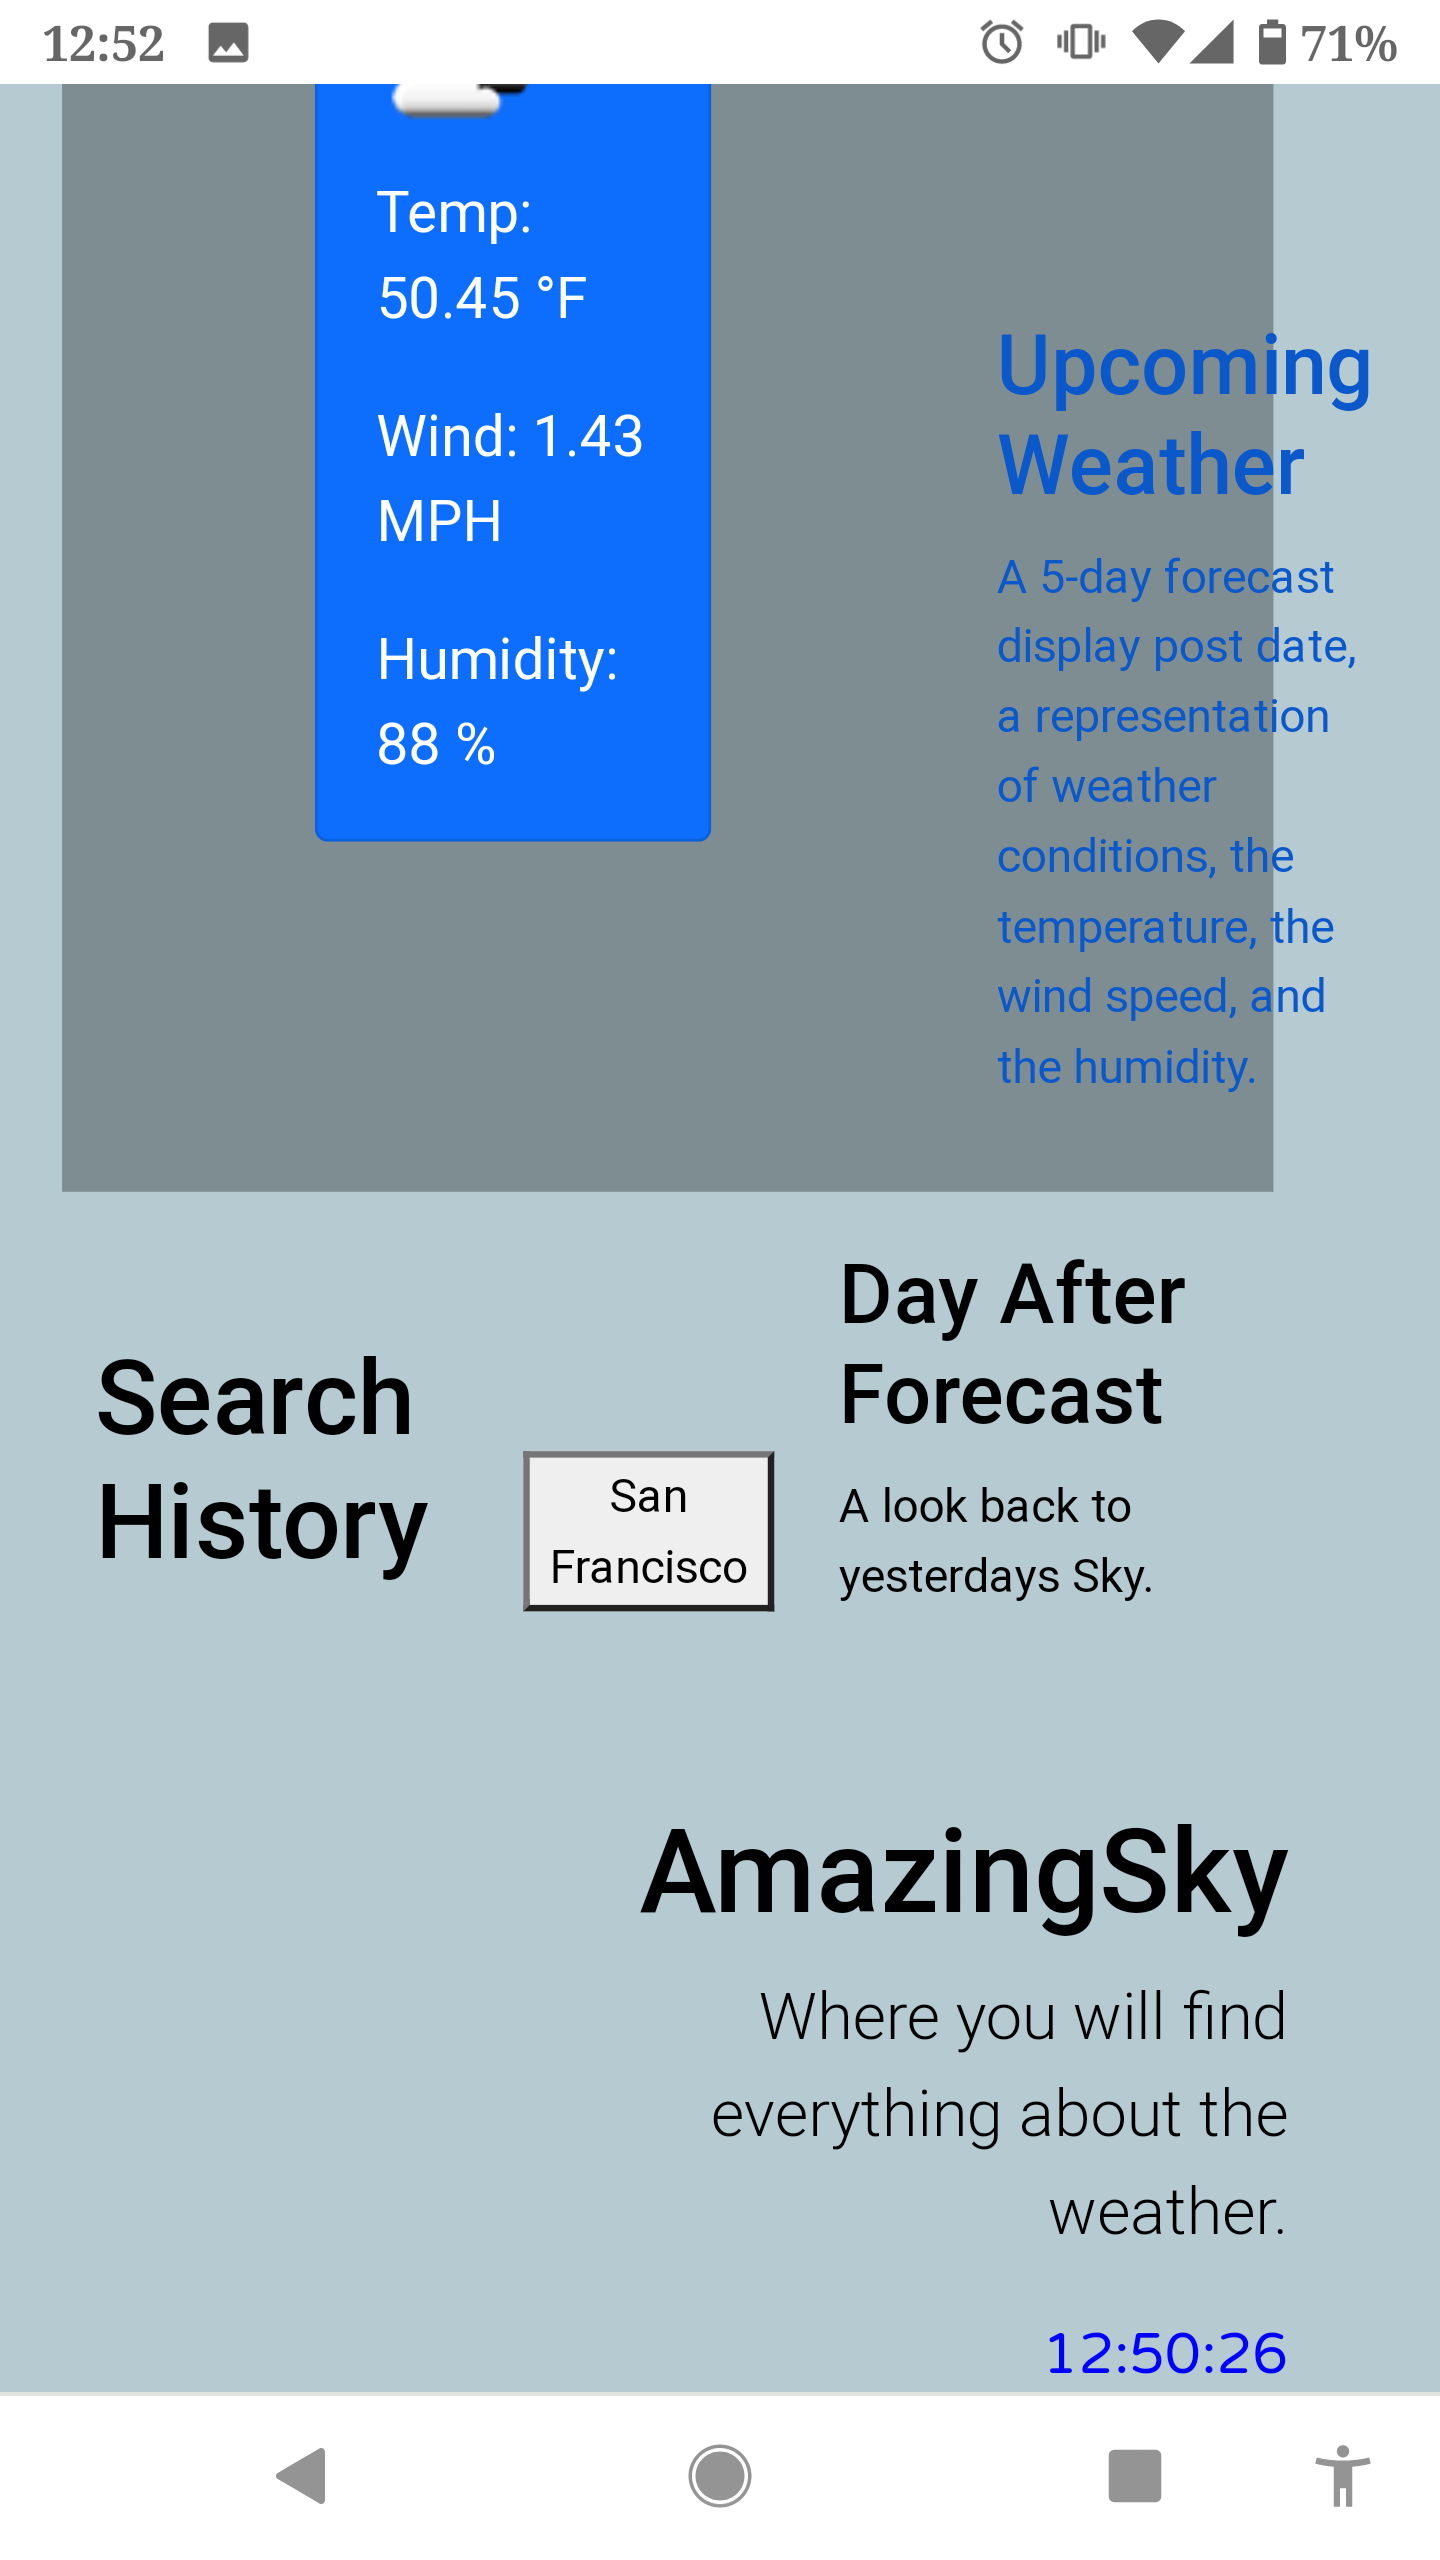 12:52
71%
Temp:
50.45 °F
Wind: 1.43
MPH
Humidity:
88 %
Upcoming
Weather
A 5-day forecast
display post date,
a representation
of weather
conditions, the
temperature, the
wind speed, and
the humidity.
Search
History
San
Francisco
Day After
Forecast
A look back to
yesterdays Sky.
AmazingSky
Where you will find
everything about the
weather.
12:50:26